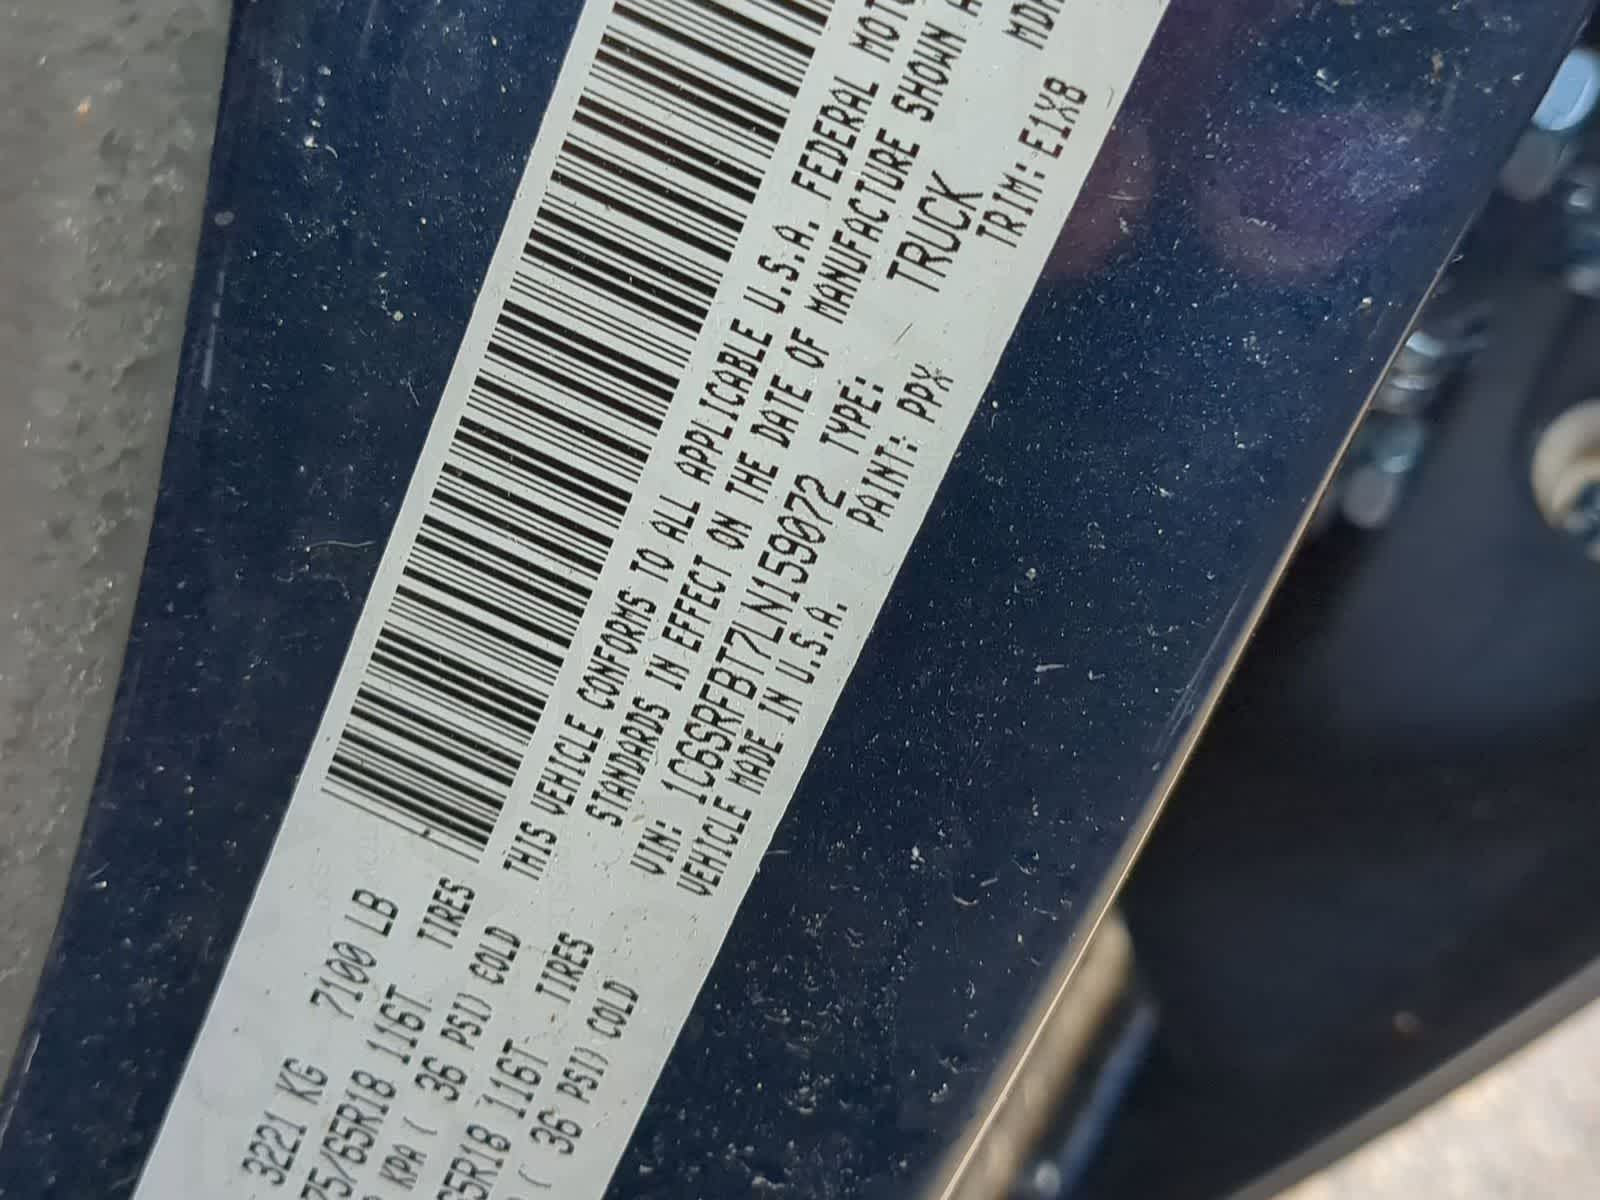 3221 KG 7100 LB
75/65R18 116T TIRES
KPA ( 36 PSI) COLD
65R18 116T TIRES
( 36 PSI) COLD
THIS VEHICLE CONFORMS TO ALL APPLICABLE U.S.A. FEDERAL MOTO
STANDARDS IN EFFECT ON THE DATE OF MANUFACTURE SHOWN A
VIN: 1C6SRFBT7LN159072 TYPE: TRUCK MDH
VEHICLE MADE IN U.S.A. PAINT: PPX TRIM: E1X8